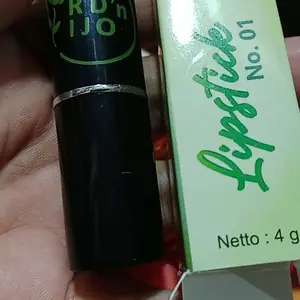 RD'n
IJO
Lipstick
No. 01
Netto : 4 g